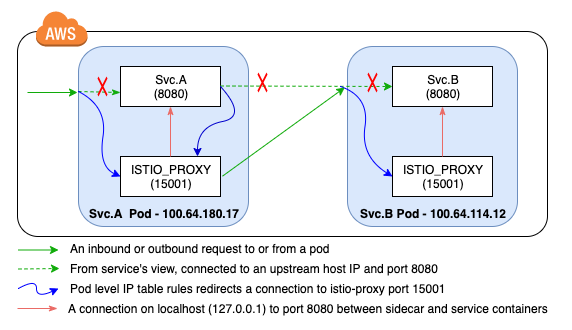 AWS
Svc.A
(8080)
Svc.B
(8080)
X
X
X
ISTIO_PROXY
(15001)
ISTIO_PROXY
(15001)
Svc.A Pod - 100.64.180.17
Svc.B Pod - 100.64.114.12
An inbound or outbound request to or from a pod
From service's view, connected to an upstream host IP and port 8080
Pod level IP table rules redirects a connection to istio-proxy port 15001
A connection on localhost (127.0.0.1) to port 8080 between sidecar and service containers